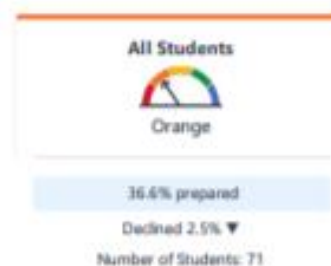 All Students
Orange
36.6% prepared
Declined 2.5% ▼
Number of Students: 71